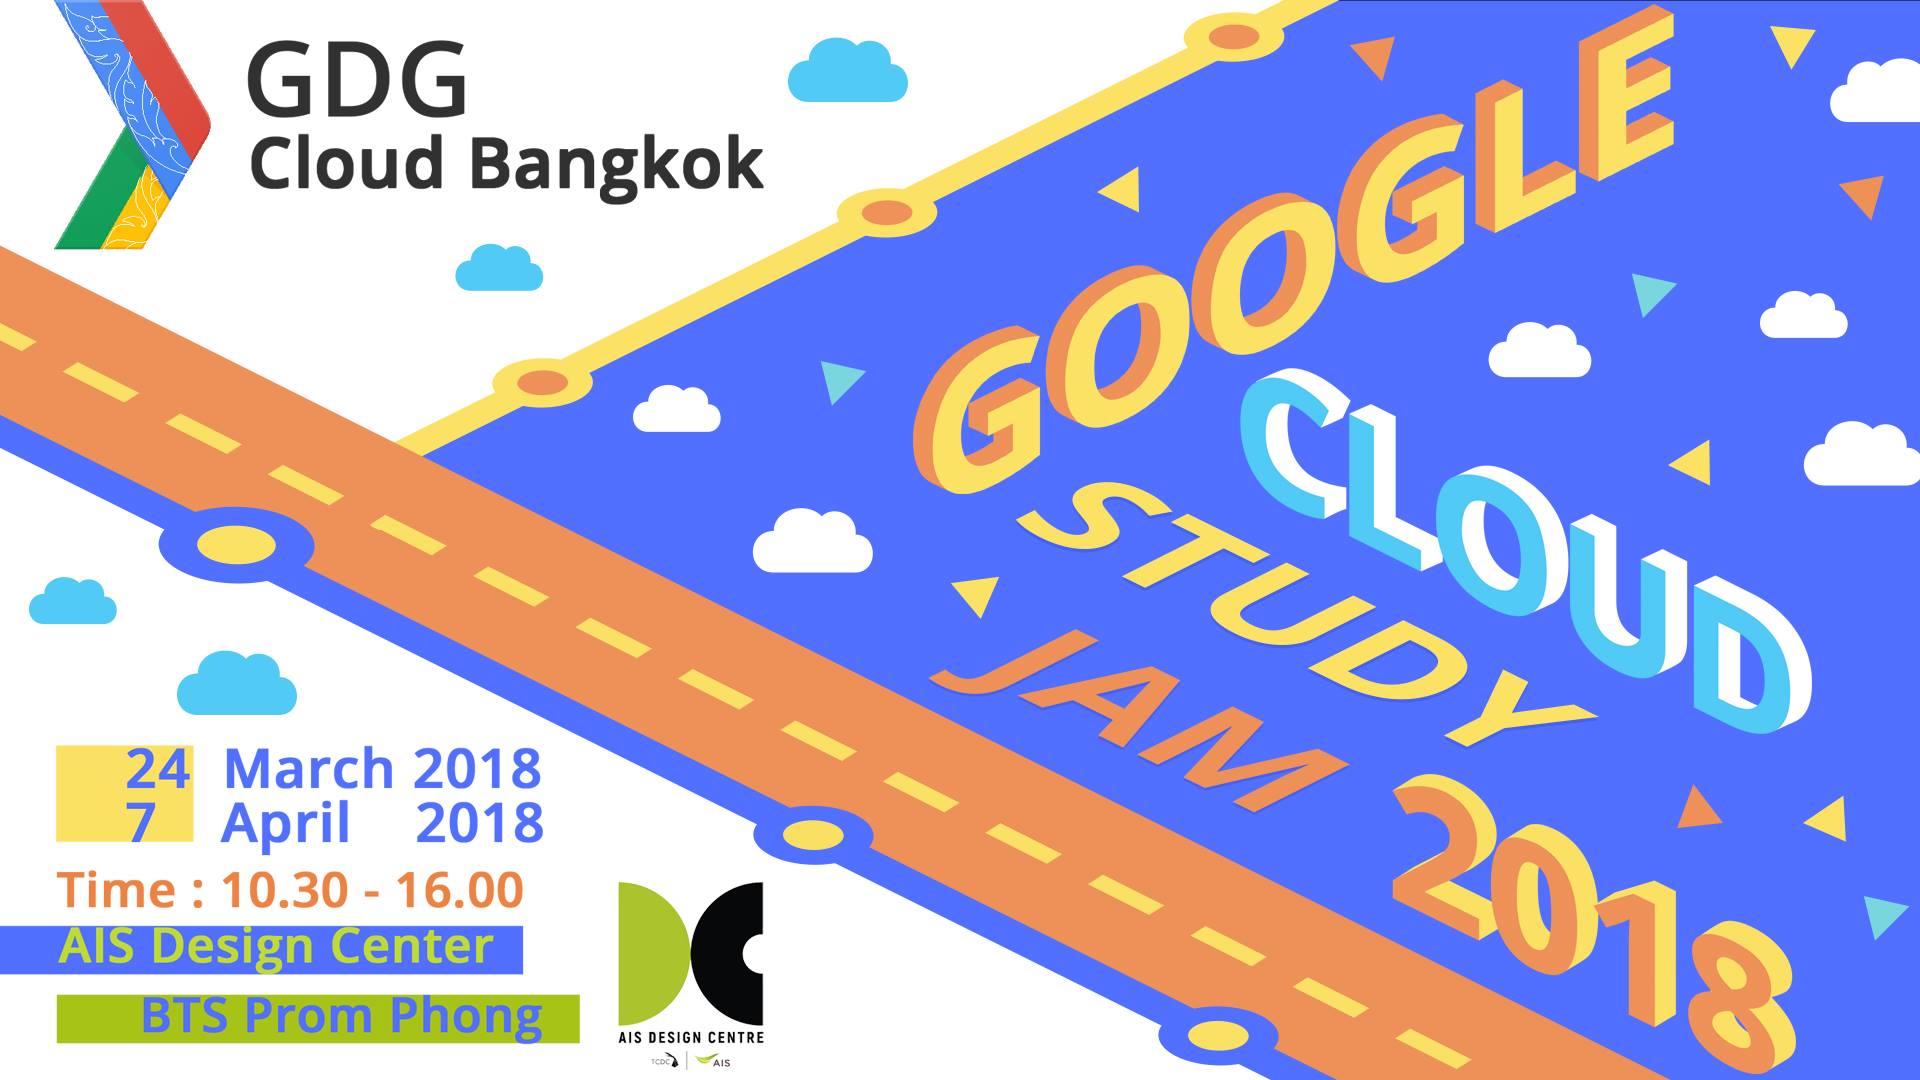 GDG
Cloud Bangkok
GOOGLE
CLOUD
STUDY
JAM
2018
24 March 2018
7 April 2018
Time : 10.30 - 16.00
AIS Design Center
BTS Prom Phong
AIS DESIGN CENTRE
TCDC AIS